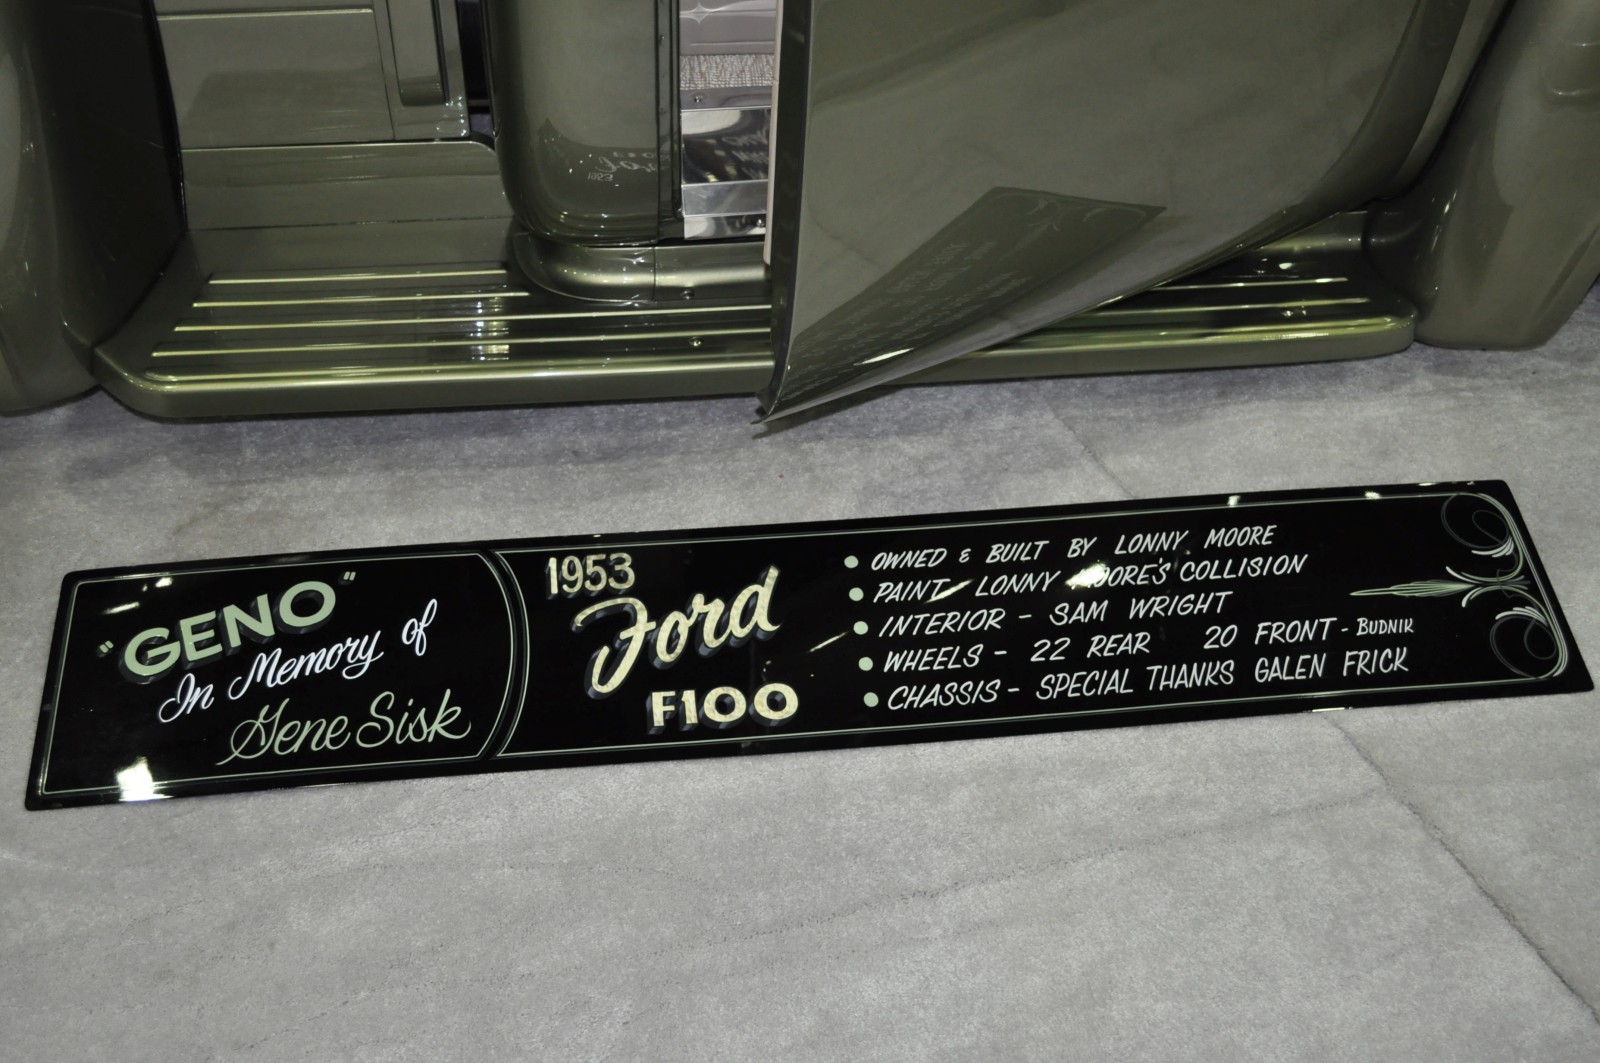 "GENO"
In Memory of
Gene Sisk
1953
Ford
F100
• OWNED & BUILT BY LONNY MOORE
• PAINT - LONNY MOORE'S COLLISION
• INTERIOR - SAM WRIGHT
• WHEELS - 22 REAR 20 FRONT - BUDNIK
• CHASSIS - SPECIAL THANKS GALEN FRICK